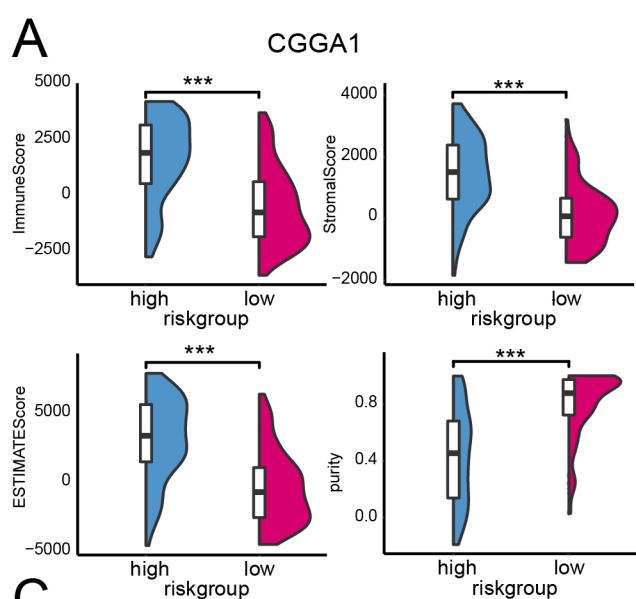 A
CGGA1
ImmuneScore
5000
2500
0
−2500
***
high
low
riskgroup
StromalScore
4000
2000
0
−2000
***
high
low
riskgroup
ESTIMATEScore
5000
0
−5000
***
high
low
riskgroup
purity
0.8
0.4
0.0
***
high
low
riskgroup
C